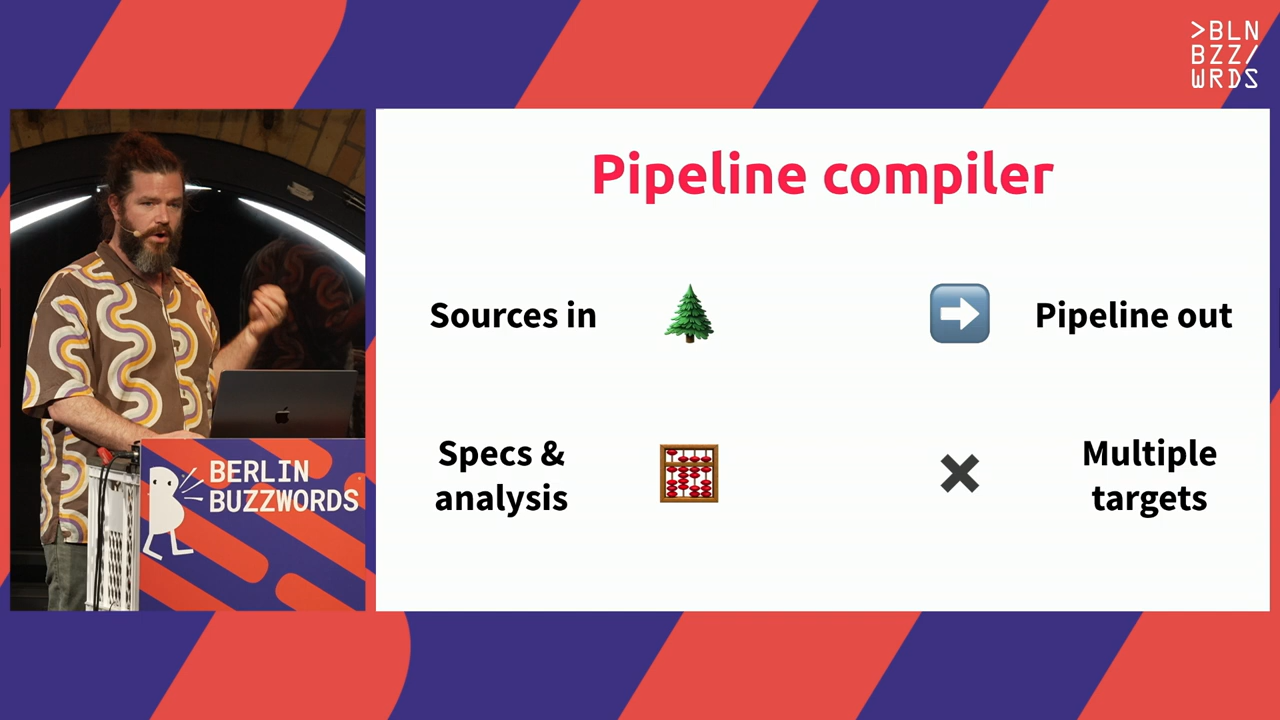 >BLN
BZZ/
WRDS
Pipeline compiler
Sources in
Pipeline out
Specs &
analysis
Multiple
targets
BERLIN
BUZZWORDS